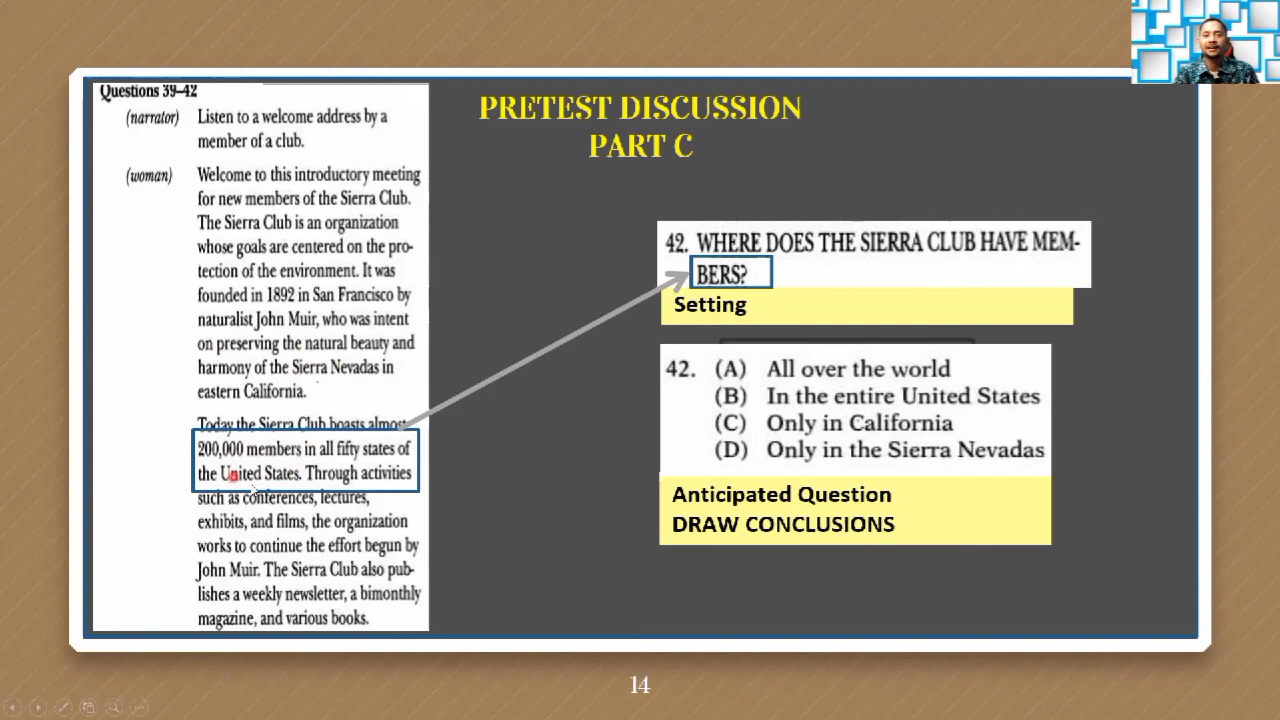 Questions 39–42
(narrator) Listen to a welcome address by a
member of a club.
(woman) Welcome to this introductory meeting
for new members of the Sierra Club.
The Sierra Club is an organization
whose goals are centered on the pro-
tection of the environment. It was
founded in 1892 in San Francisco by
naturalist John Muir, who was intent
on preserving the natural beauty and
harmony of the Sierra Nevadas in
eastern California.
Today the Sierra Club boasts almost
200,000 members in all fifty states of
the United States. Through activities
such as conferences, lectures,
exhibits, and films, the organization
works to continue the effort begun by
John Muir. The Sierra Club also pub-
lishes a weekly newsletter, a bimonthly
magazine, and various books.
PRETEST DISCUSSION
PART C
42. WHERE DOES THE SIERRA CLUB HAVE MEM-
BERS?
Setting
42. (A) All over the world
(B) In the entire United States
(C) Only in California
(D) Only in the Sierra Nevadas
Anticipated Question
DRAW CONCLUSIONS
14